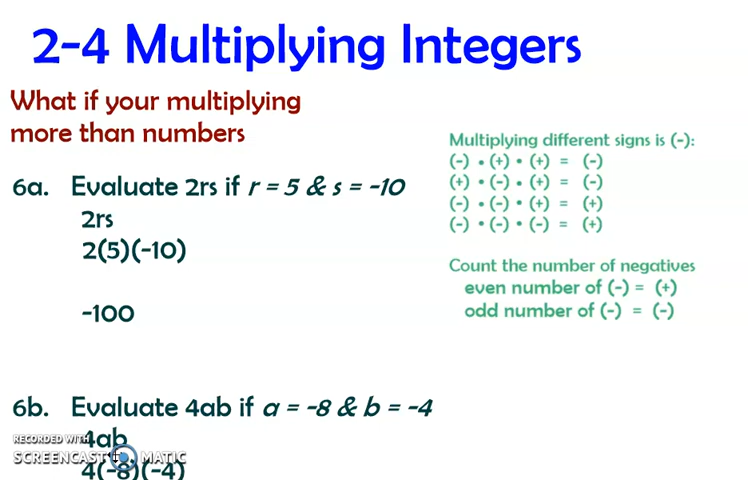 2-4 Multiplying Integers
What if your multiplying
more than numbers
Multiplying different signs is (-):
(-) • (+) • (+) = (-)
(+) • (-) • (+) = (-)
(-) • (-) • (+) = (+)
(-) • (-) • (-) = (+)
Count the number of negatives
even number of (-) = (+)
odd number of (-) = (-)
6a. Evaluate 2rs if r = 5 & s = -10
2rs
2(5)(-10)
-100
6b. Evaluate 4ab if a = -8 & b = -4
4ab
4(-8)(-4)
RECORDED WITH
SCREENCAST MATIC